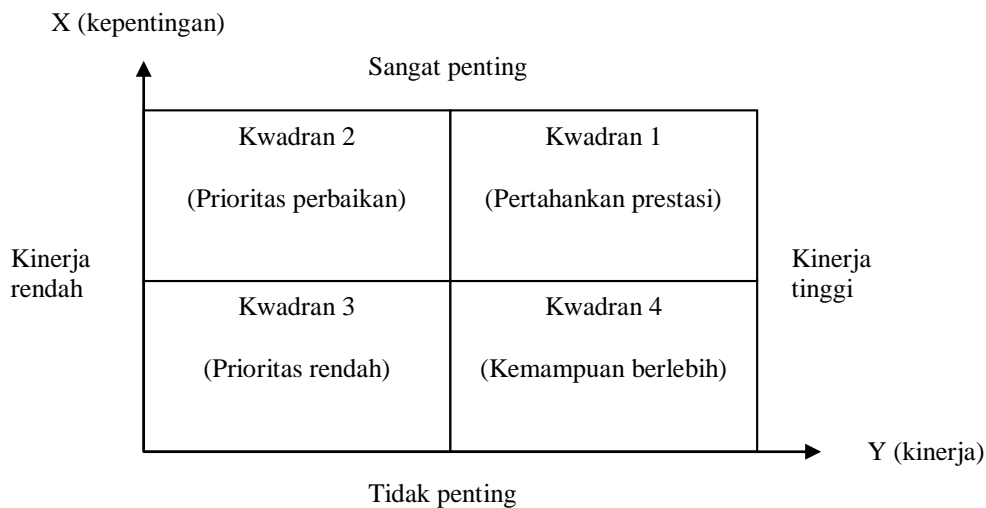 X (kepentingan)
Sangat penting
Kwadran 2
(Prioritas perbaikan)
Kwadran 1
(Pertahankan prestasi)
Kinerja
rendah
Kinerja
tinggi
Kwadran 3
(Prioritas rendah)
Kwadran 4
(Kemampuan berlebih)
Y (kinerja)
Tidak penting